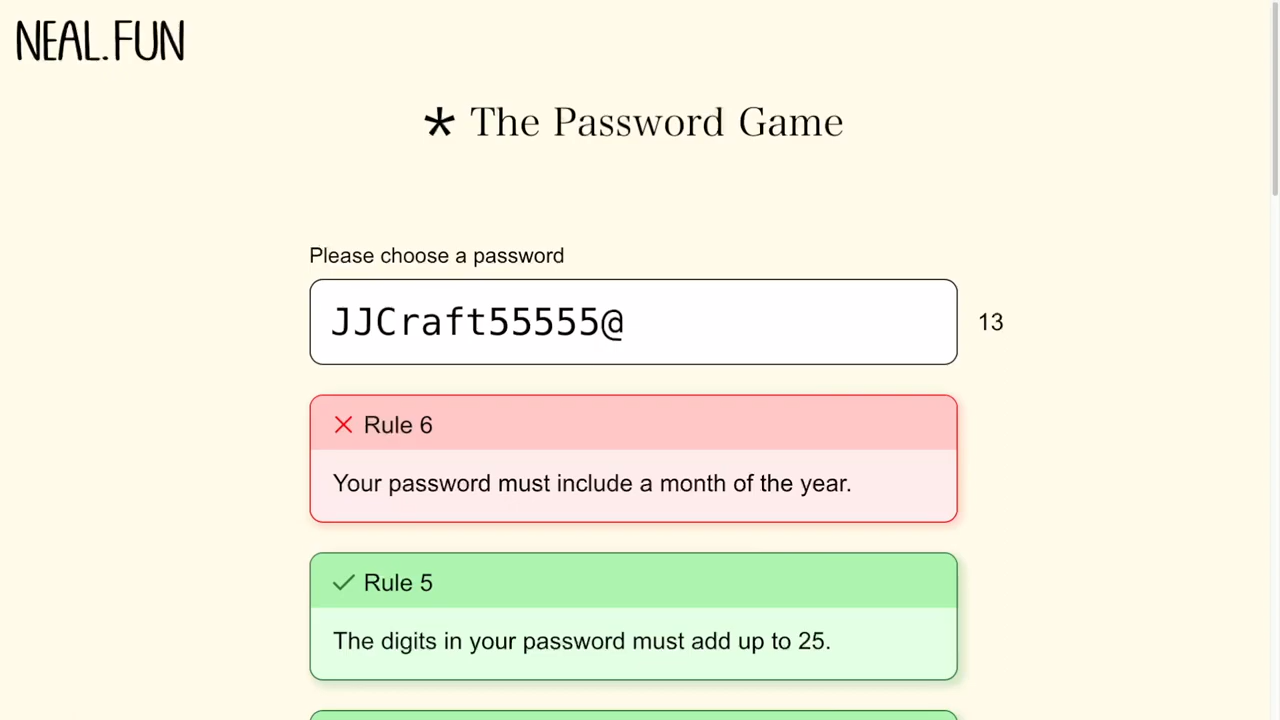 NEAL.FUN
* The Password Game
Please choose a password
JJCraft55555@
13
Rule 6
Your password must include a month of the year.
Rule 5
The digits in your password must add up to 25.